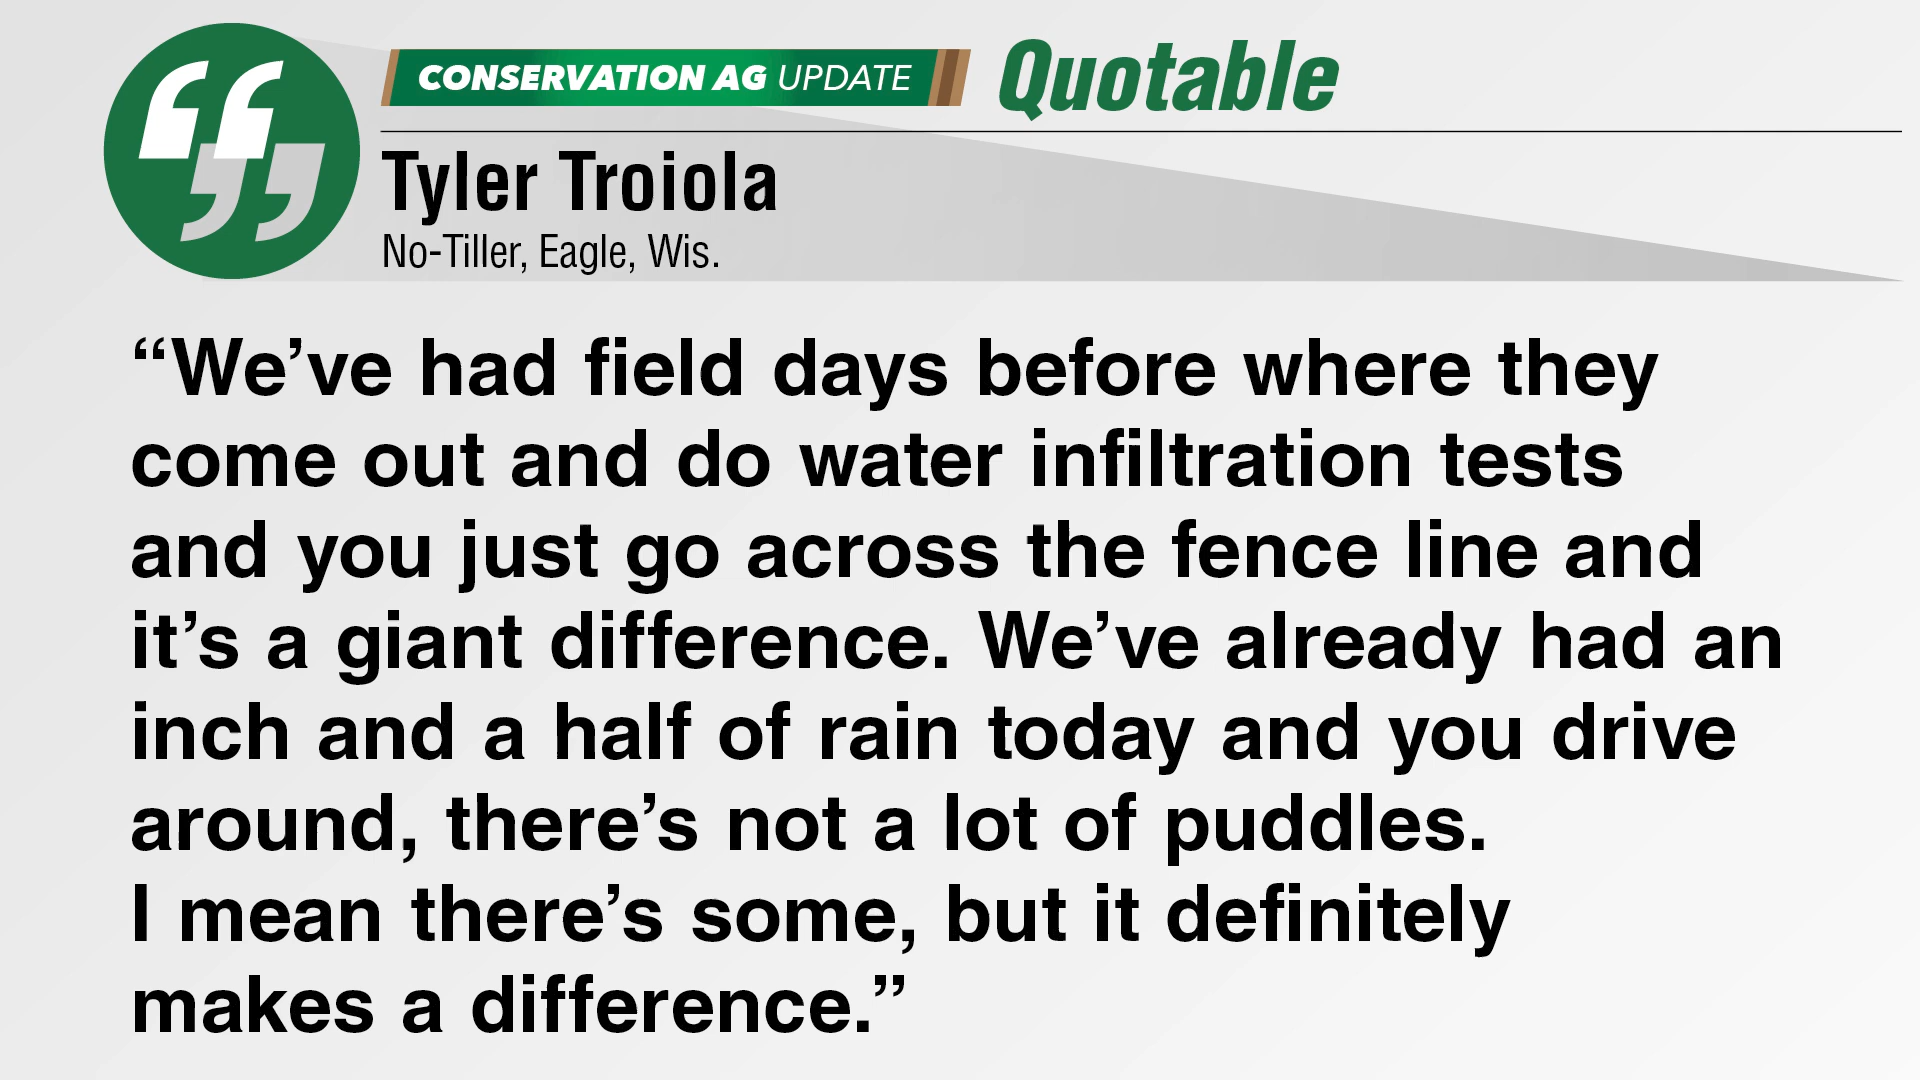 CONSERVATION AG UPDATE Quotable
Tyler Troiola
No-Tiller, Eagle, Wis.
“We’ve had field days before where they
come out and do water infiltration tests
and you just go across the fence line and
it’s a giant difference. We’ve already had an
inch and a half of rain today and you drive
around, there’s not a lot of puddles.
I mean there’s some, but it definitely
makes a difference.”